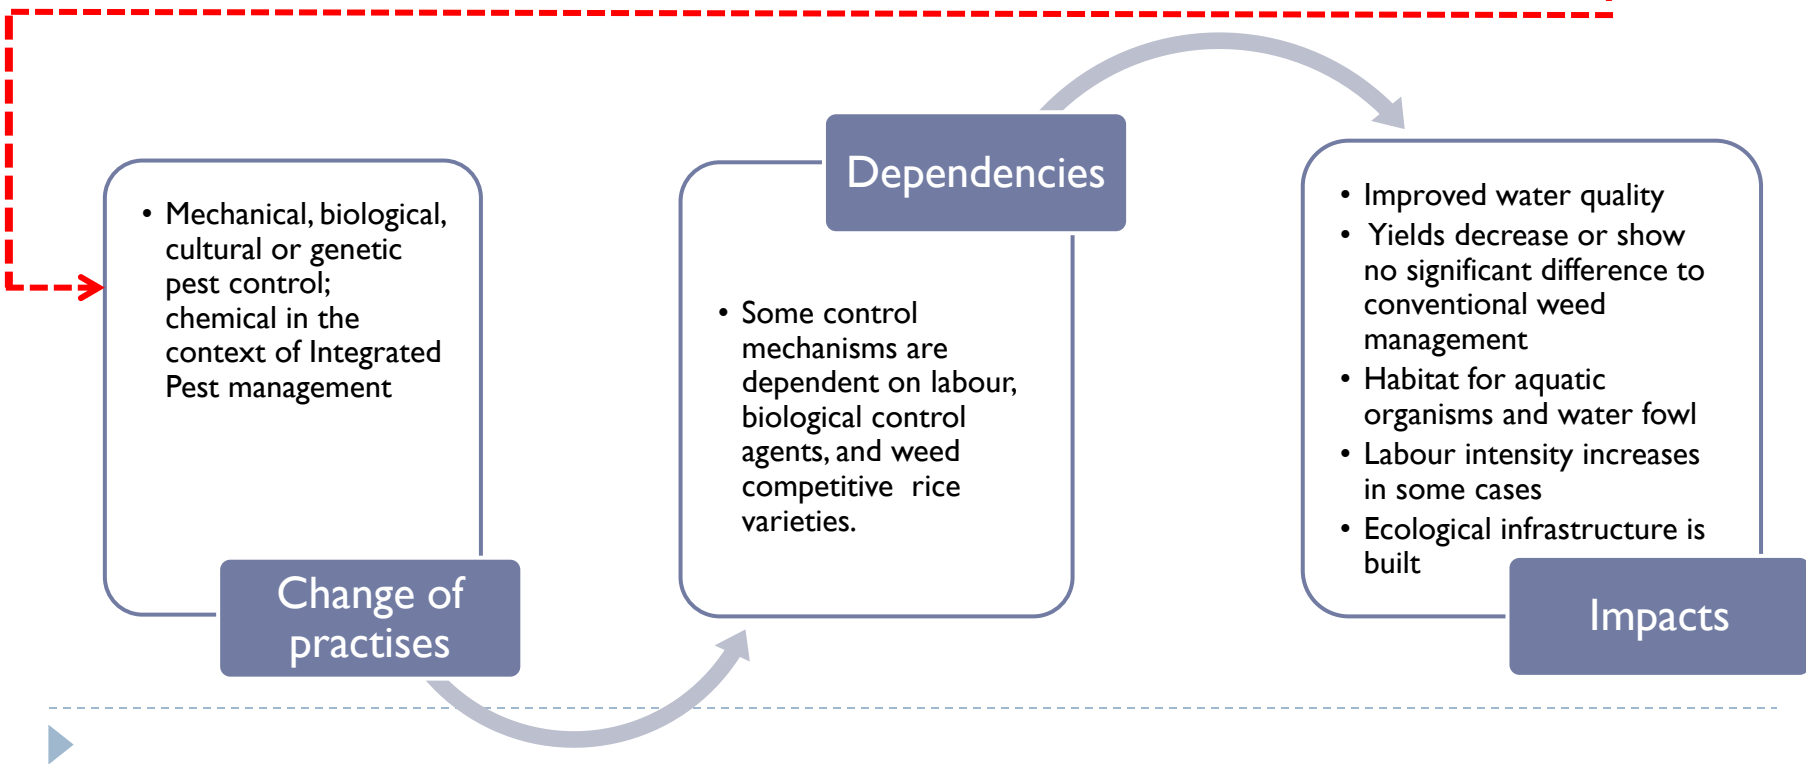 • Mechanical, biological,
cultural or genetic
pest control;
chemical in the
context of Integrated
Pest management
Change of
practises
Dependencies
• Some control
mechanisms are
dependent on labour,
biological control
agents, and weed
competitive rice
varieties.
• Improved water quality
• Yields decrease or show
no significant difference to
conventional weed
management
• Habitat for aquatic
organisms and water fowl
• Labour intensity increases
in some cases
• Ecological infrastructure is
built
Impacts